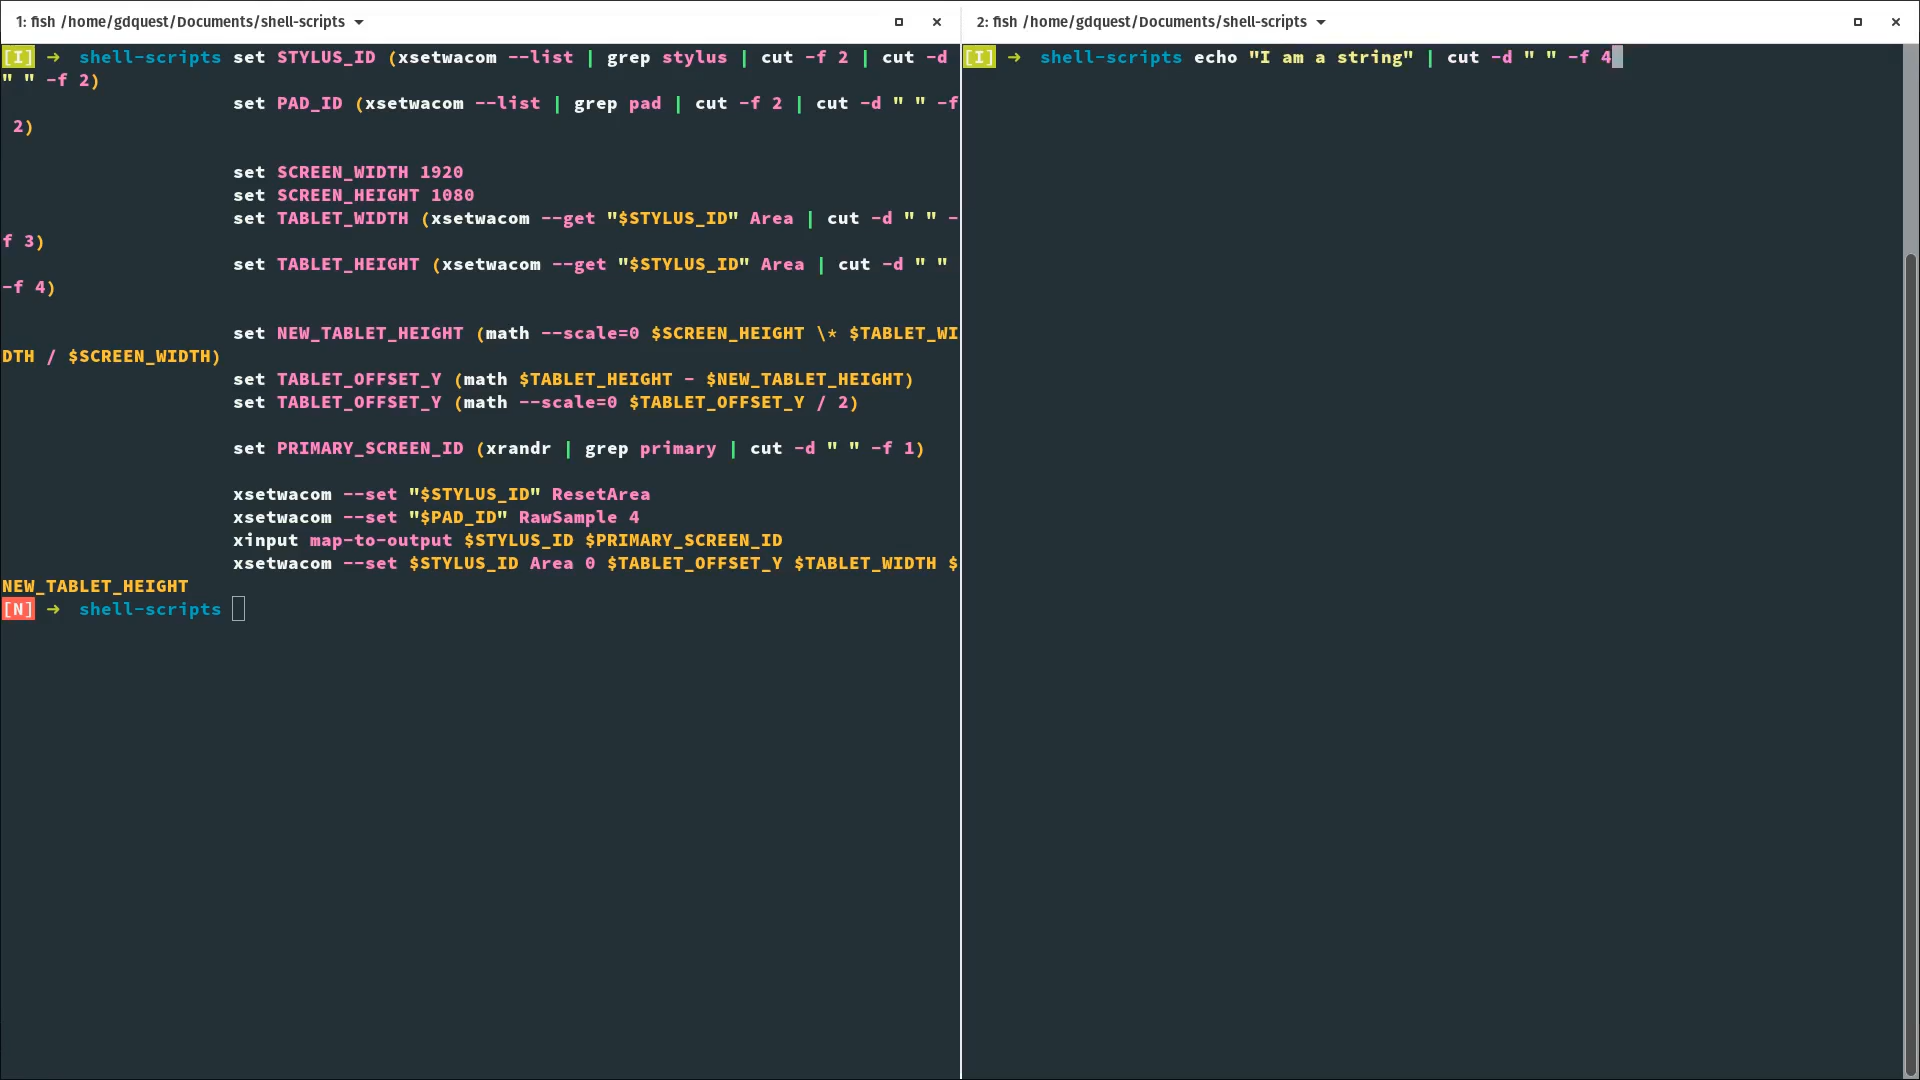 1: fish /home/gdquest/Documents/shell-scripts
[I] ➜ shell-scripts set STYLUS_ID (xsetwacom --list | grep stylus | cut -f 2 | cut -d
" " -f 2)
set PAD_ID (xsetwacom --list | grep pad | cut -f 2 | cut -d " " -f
2)
set SCREEN_WIDTH 1920
set SCREEN_HEIGHT 1080
set TABLET_WIDTH (xsetwacom --get "$STYLUS_ID" Area | cut -d " " -
f 3)
set TABLET_HEIGHT (xsetwacom --get "$STYLUS_ID" Area | cut -d " "
-f 4)
set NEW_TABLET_HEIGHT (math --scale=0 $SCREEN_HEIGHT \* $TABLET_WI
DTH / $SCREEN_WIDTH)
set TABLET_OFFSET_Y (math $TABLET_HEIGHT - $NEW_TABLET_HEIGHT)
set TABLET_OFFSET_Y (math --scale=0 $TABLET_OFFSET_Y / 2)
set PRIMARY_SCREEN_ID (xrandr | grep primary | cut -d " " -f 1)
xsetwacom --set "$STYLUS_ID" ResetArea
xsetwacom --set "$PAD_ID" RawSample 4
xinput map-to-output $STYLUS_ID $PRIMARY_SCREEN_ID
xsetwacom --set $STYLUS_ID Area 0 $TABLET_OFFSET_Y $TABLET_WIDTH $
NEW_TABLET_HEIGHT
[N] ➜ shell-scripts
2: fish /home/gdquest/Documents/shell-scripts
[I] ➜ shell-scripts echo "I am a string" | cut -d " " -f 4